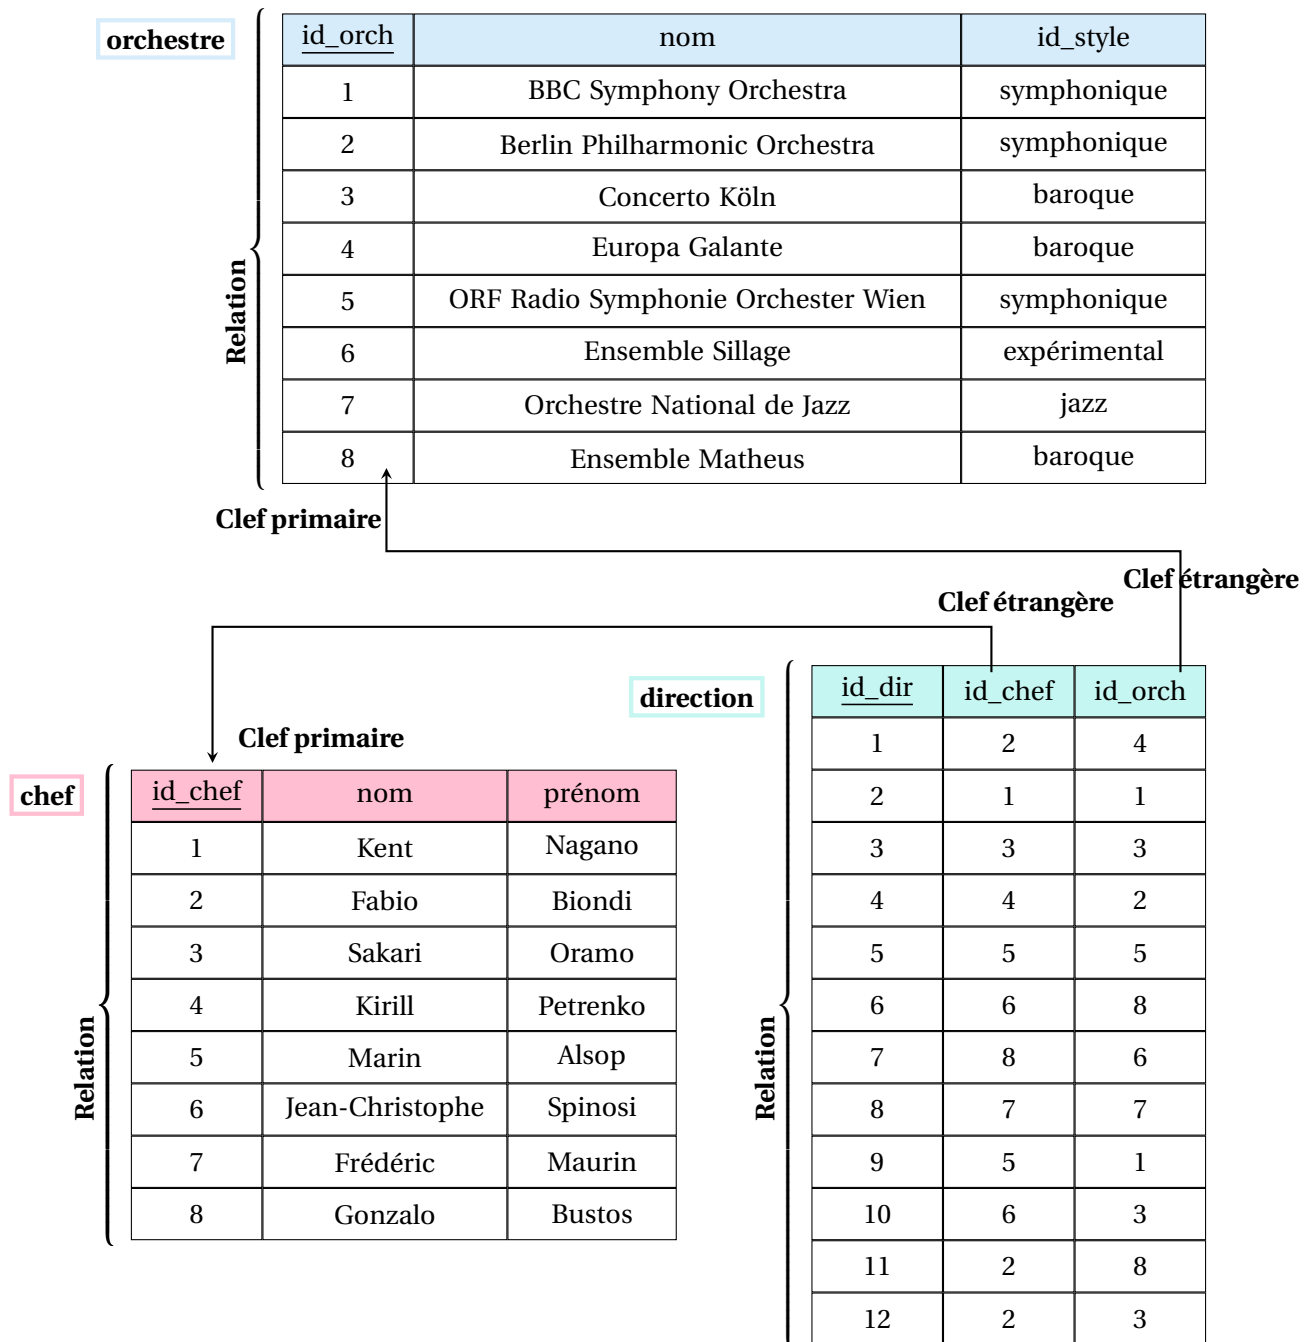 orchestre
id_orch nom id_style
1 BBC Symphony Orchestra symphonique
2 Berlin Philharmonic Orchestra symphonique
3 Concerto Köln baroque
4 Europa Galante baroque
5 ORF Radio Symphonie Orchester Wien symphonique
6 Ensemble Sillage expérimental
7 Orchestre National de Jazz jazz
8 Ensemble Matheus baroque
Relation
Clef primaire
Clef étrangère
Clef étrangère
direction
id_dir id_chef id_orch
1 2 4
2 1 1
3 3 3
4 4 2
5 5 5
6 6 8
7 8 6
8 7 7
9 5 1
10 6 3
11 2 8
12 2 3
Relation
Clef primaire
chef
id_chef nom prénom
1 Kent Nagano
2 Fabio Biondi
3 Sakari Oramo
4 Kirill Petrenko
5 Marin Alsop
6 Jean-Christophe Spinosi
7 Frédéric Maurin
8 Gonzalo Bustos
Relation